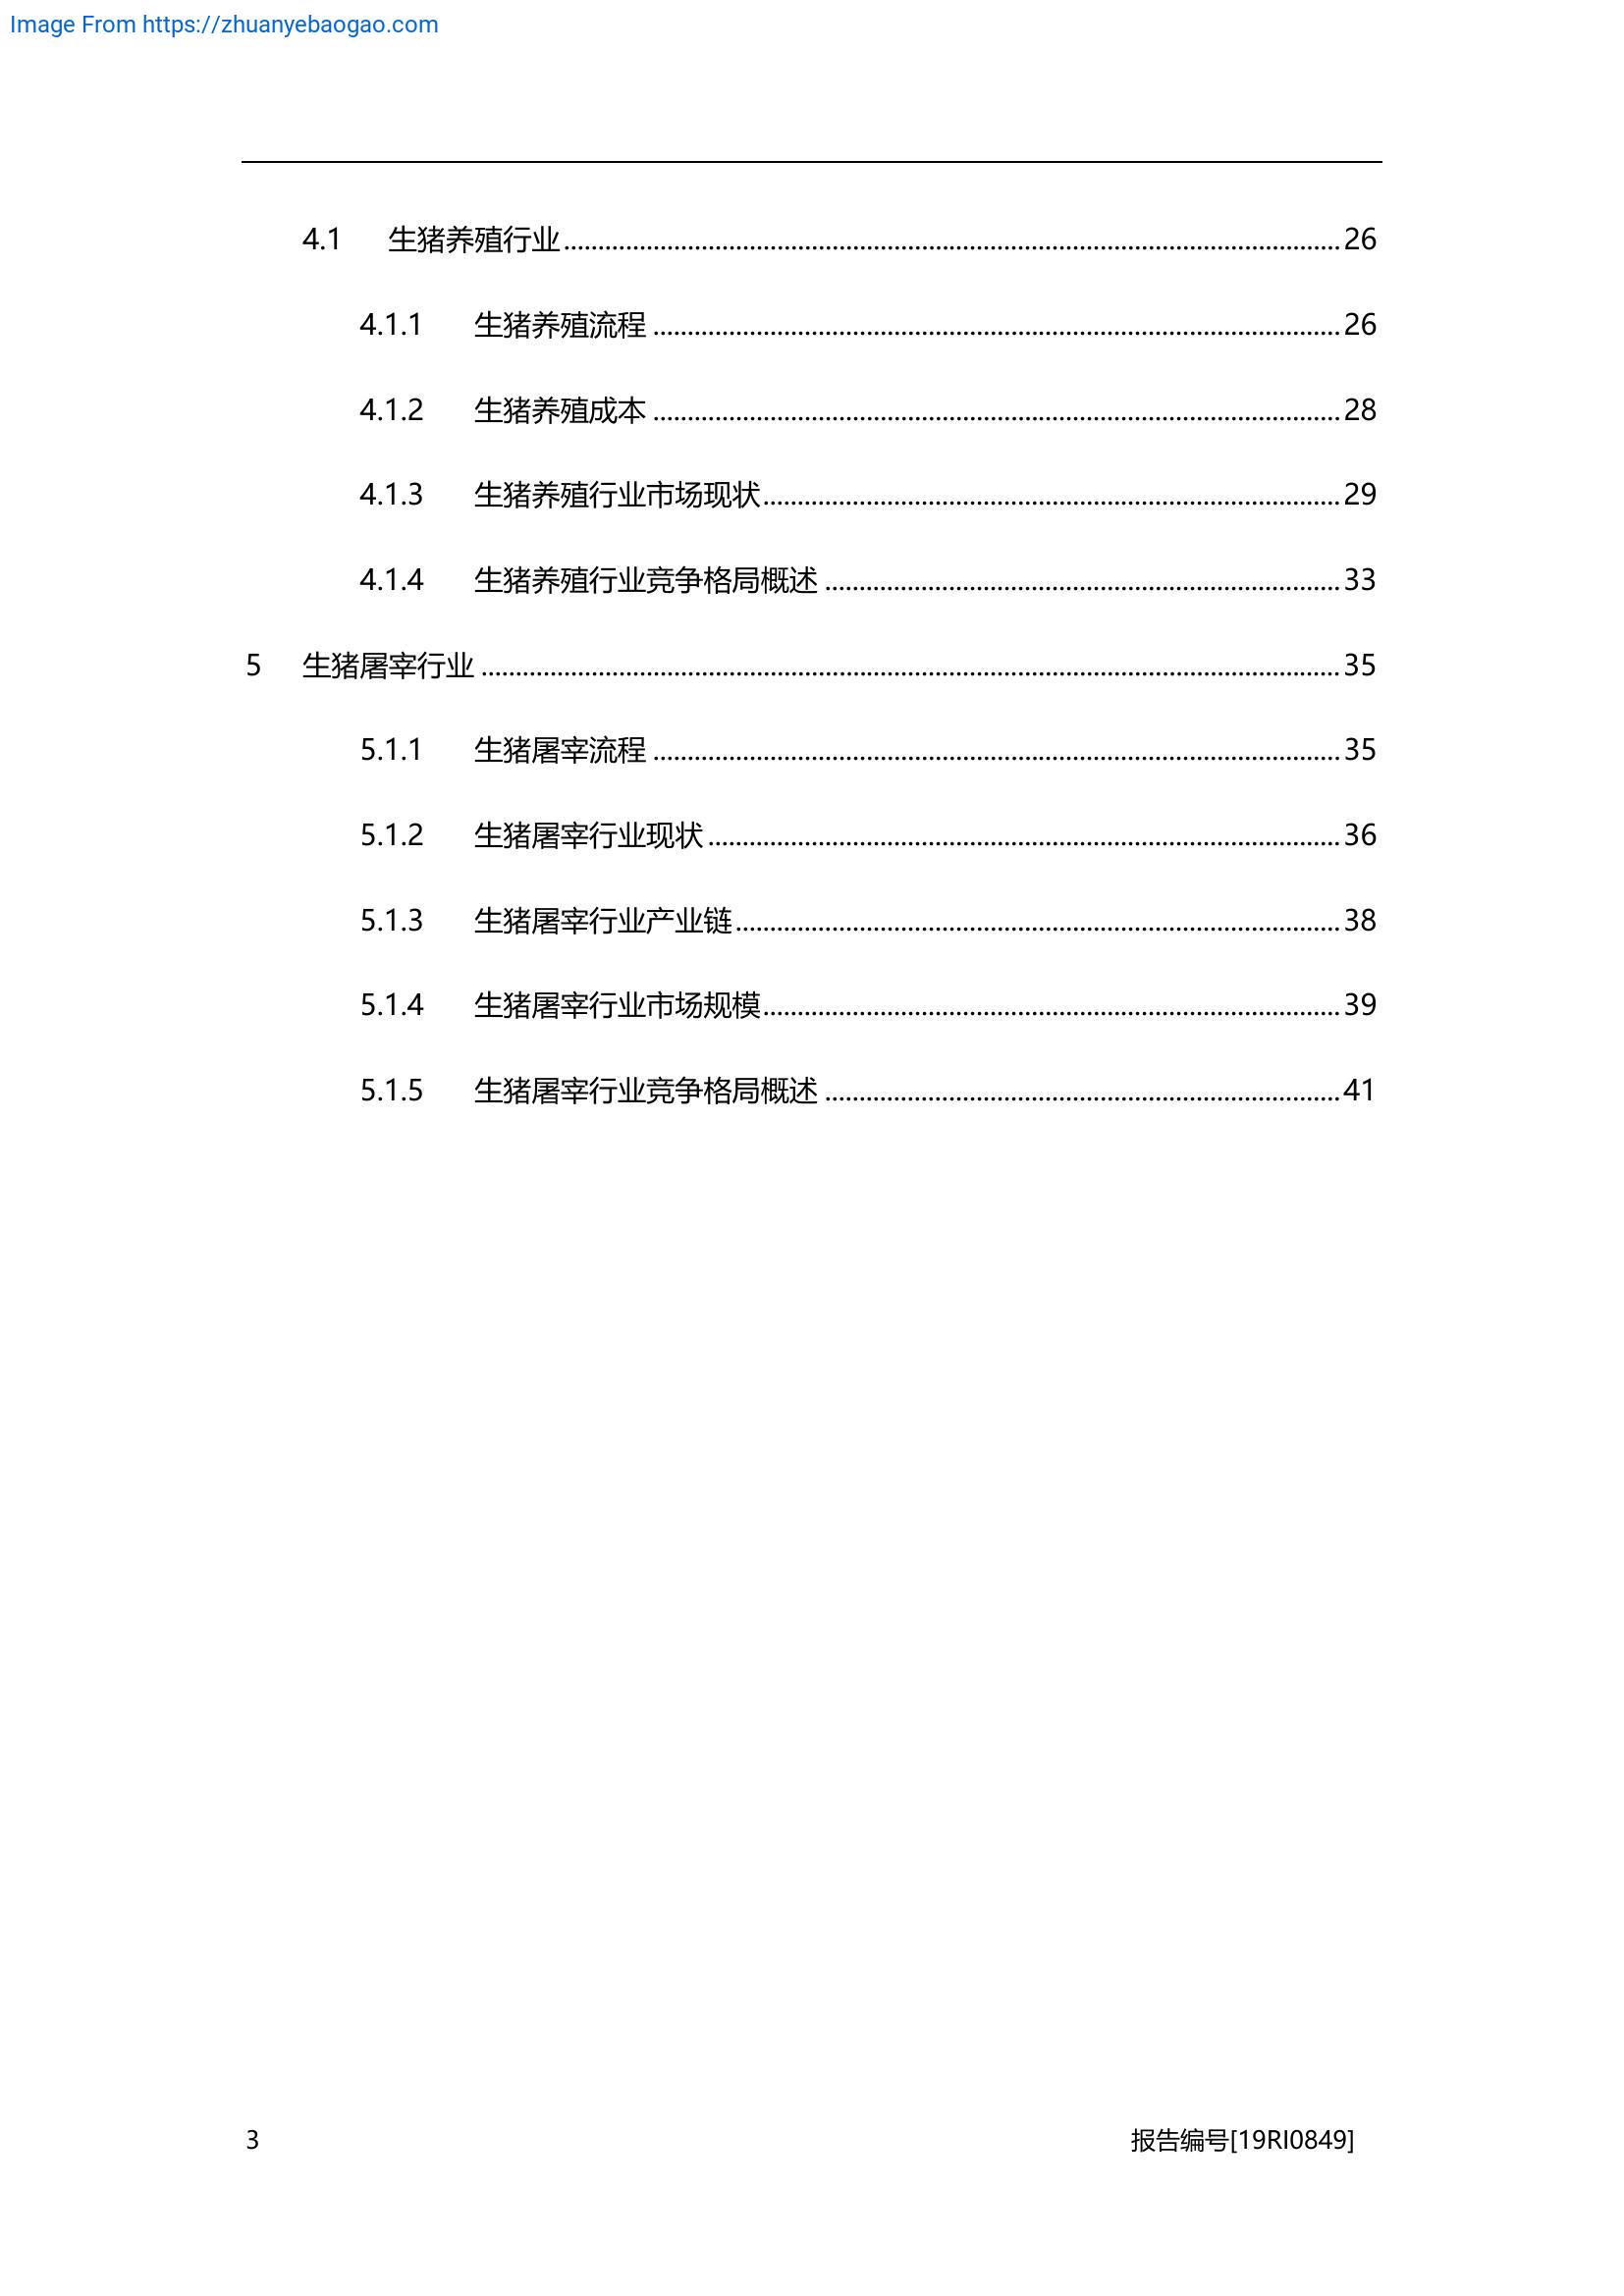 Image From https://zhuanyebaogao.com
4.1 生猪养殖行业 26
4.1.1 生猪养殖流程 26
4.1.2 生猪养殖成本 28
4.1.3 生猪养殖行业市场现状 29
4.1.4 生猪养殖行业竞争格局概述 33
5 生猪屠宰行业 35
5.1.1 生猪屠宰流程 35
5.1.2 生猪屠宰行业现状 36
5.1.3 生猪屠宰行业产业链 38
5.1.4 生猪屠宰行业市场规模 39
5.1.5 生猪屠宰行业竞争格局概述 41
3 报告编号[19RI0849]